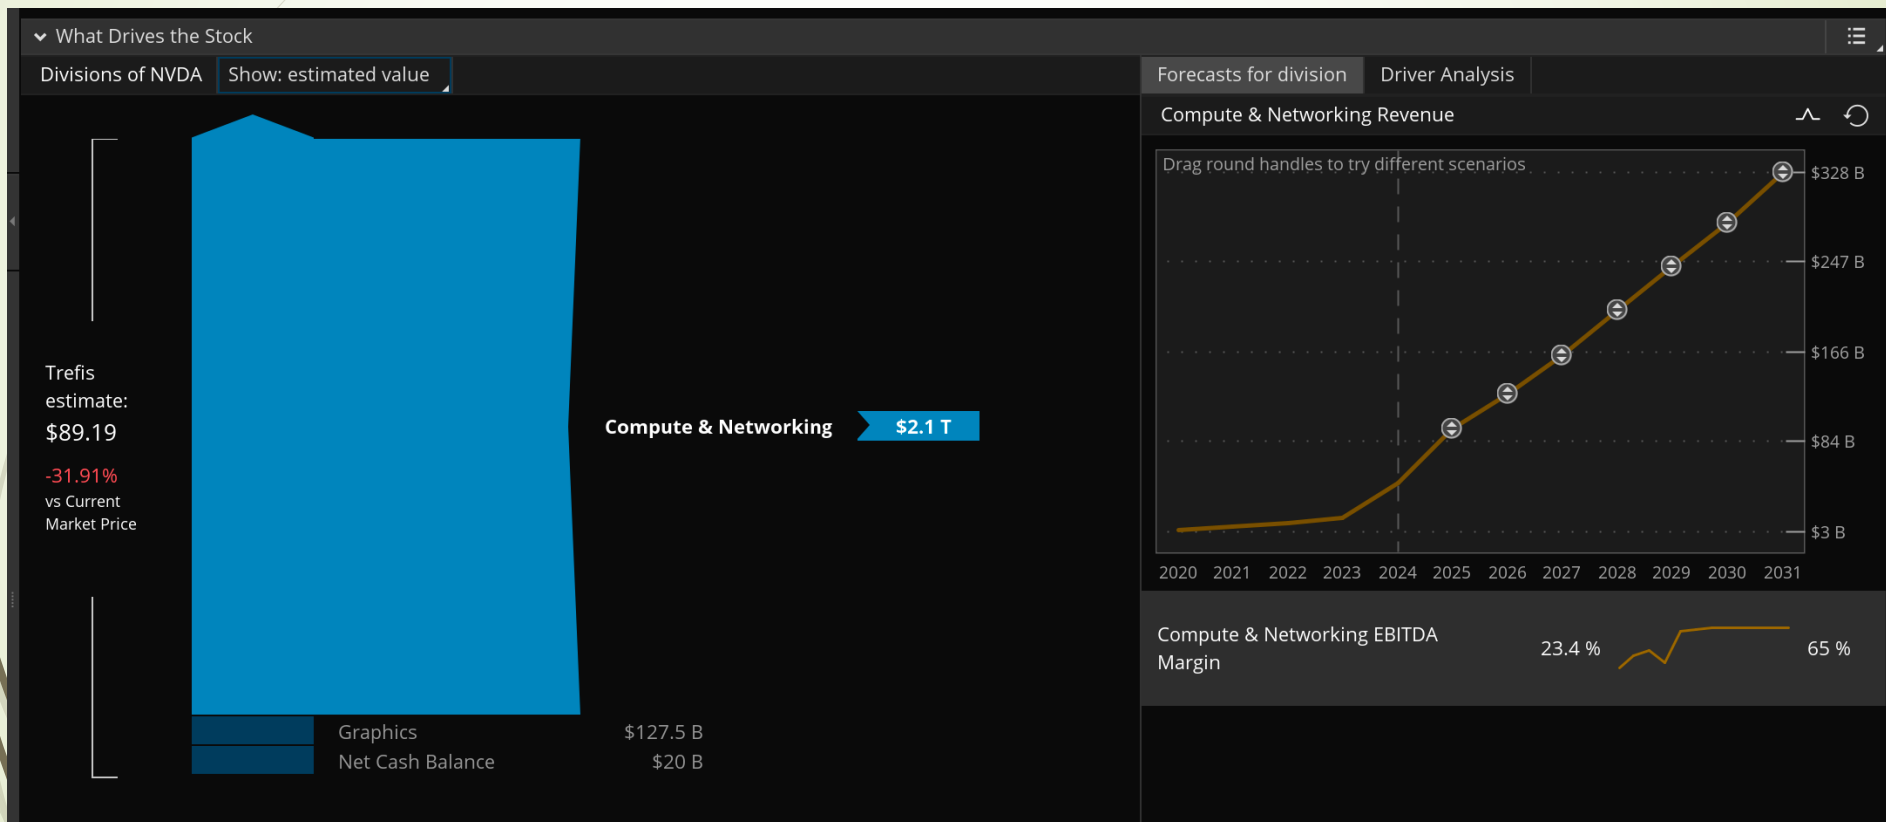 What Drives the Stock
Divisions of NVDA
Show: estimated value
Trefis
estimate:
$89.19
-31.91%
vs Current
Market Price
Compute & Networking
$2.1 T
Graphics
$127.5 B
Net Cash Balance
$20 B
Forecasts for division
Driver Analysis
Compute & Networking Revenue
Drag round handles to try different scenarios
$328 B
$247 B
$166 B
$84 B
$3 B
2020 2021 2022 2023 2024 2025 2026 2027 2028 2029 2030 2031
Compute & Networking EBITDA
Margin
23.4 %
65 %